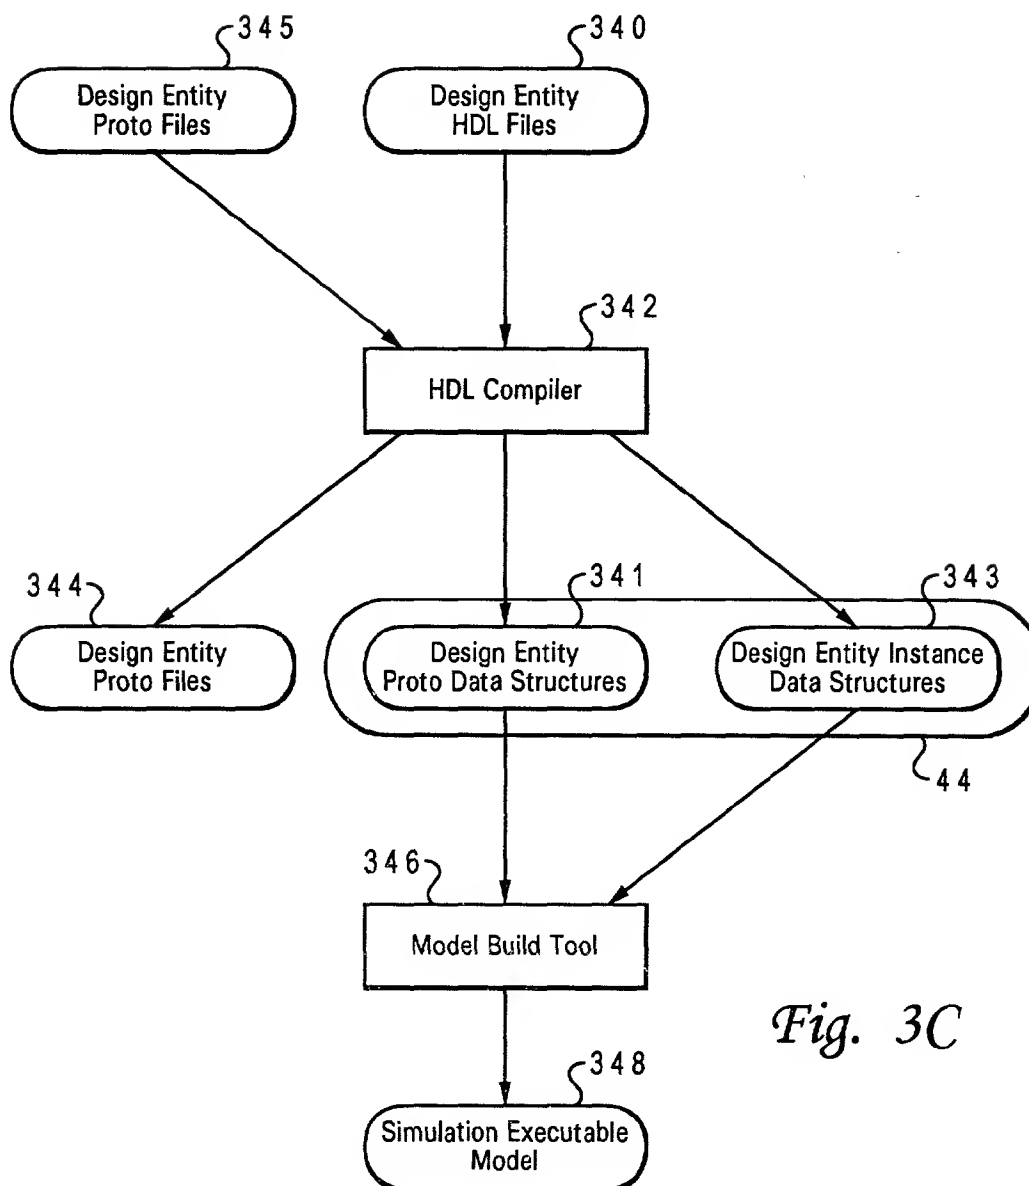 345
340
Design Entity
Proto Files
Design Entity
HDL Files
342
HDL Compiler
344
341
343
Design Entity
Proto Files
Design Entity
Proto Data Structures
Design Entity Instance
Data Structures
44
346
Model Build Tool
Fig. 3C
348
Simulation Executable
Model